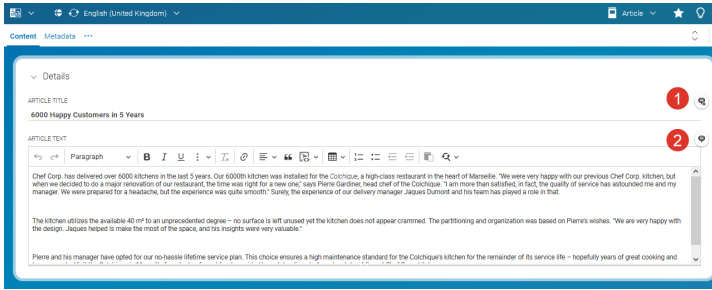 English (United Kingdom)
Article
Content Metadata
Details
ARTICLE TITLE
1
6000 Happy Customers in 5 Years
ARTICLE TEXT
2
Paragraph
B I U
Chef Corp. has delivered over 6000 kitchens in the last 5 years. Our 6000th kitchen was installed for the Colchique, a high-class restaurant in the heart of Marseille. "We were very happy with our previous Chef Corp. kitchen, but
when we decided to do a major renovation of our restaurant, the time was right for a new one," says Pierre Gardiner, head chef of the Colchique. "I am more than satisfied, in fact, the quality of service has astounded me and my
manager. We were preparing for a headache, but the experience was quite smooth." Surely, the experience of our delivery manager Jaques Dumont and his team has played a role in that.
The kitchen utilizes the available 40 m² to an unprecedented degree – no surface is left unused yet the kitchen does not appear crammed. The partitioning and organization was based on Pierre's wishes. "We are very happy with
the design. Jaques helped is make the most of the space, and his insights were very valuable."
Pierre and his manager have opted for our no-hassle lifetime service plan. This choice ensures a high maintenance standard for the Colchique's kitchen for the remainder of its service life – hopefully years of great cooking and